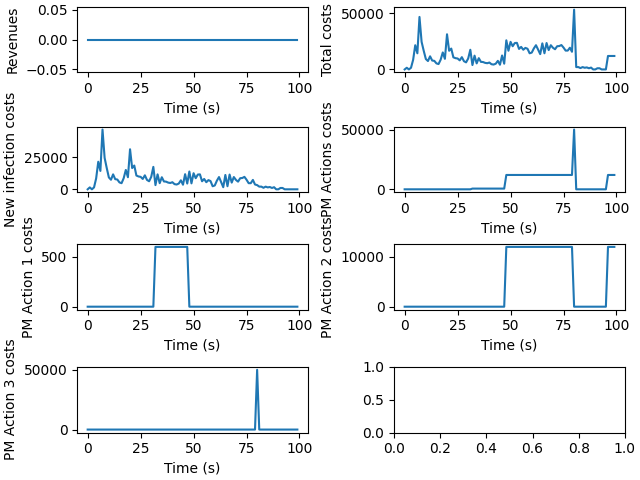 Revenues
0.05
0.00
−0.05
0 25 50 75 100
Time (s)
Total costs
50000
0
0 25 50 75 100
Time (s)
New infection costs
25000
0
0 25 50 75 100
Time (s)
PM Actions costs
50000
0
0 25 50 75 100
Time (s)
PM Action 1 costs
500
0
0 25 50 75 100
Time (s)
PM Action 2 costs
10000
0
0 25 50 75 100
Time (s)
PM Action 3 costs
50000
0
0 25 50 75 100
Time (s)
1.0
0.5
0.0
0.0 0.2 0.4 0.6 0.8 1.0